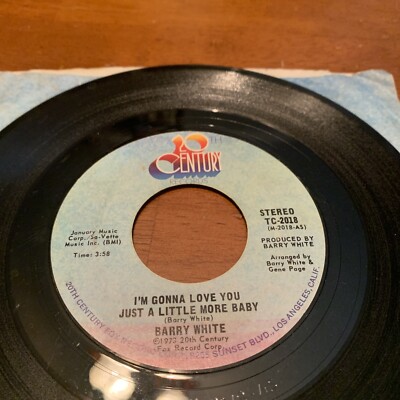 20TH
CENTURY
January Music
Corp./Sa-Vette
Music Inc. (BMI)
Time: 3:58
STEREO
TC-2018
(M-2018-AS)
PRODUCED BY
BARRY WHITE
Arranged by
Barry White &
Gene Page
I'M GONNA LOVE YOU
JUST A LITTLE MORE BABY
(Barry White)
BARRY WHITE
©1973 20th Century
Fox Record Corp.
20TH CENTURY
SUNSET BLVD., LOS ANGELES, CALIF.